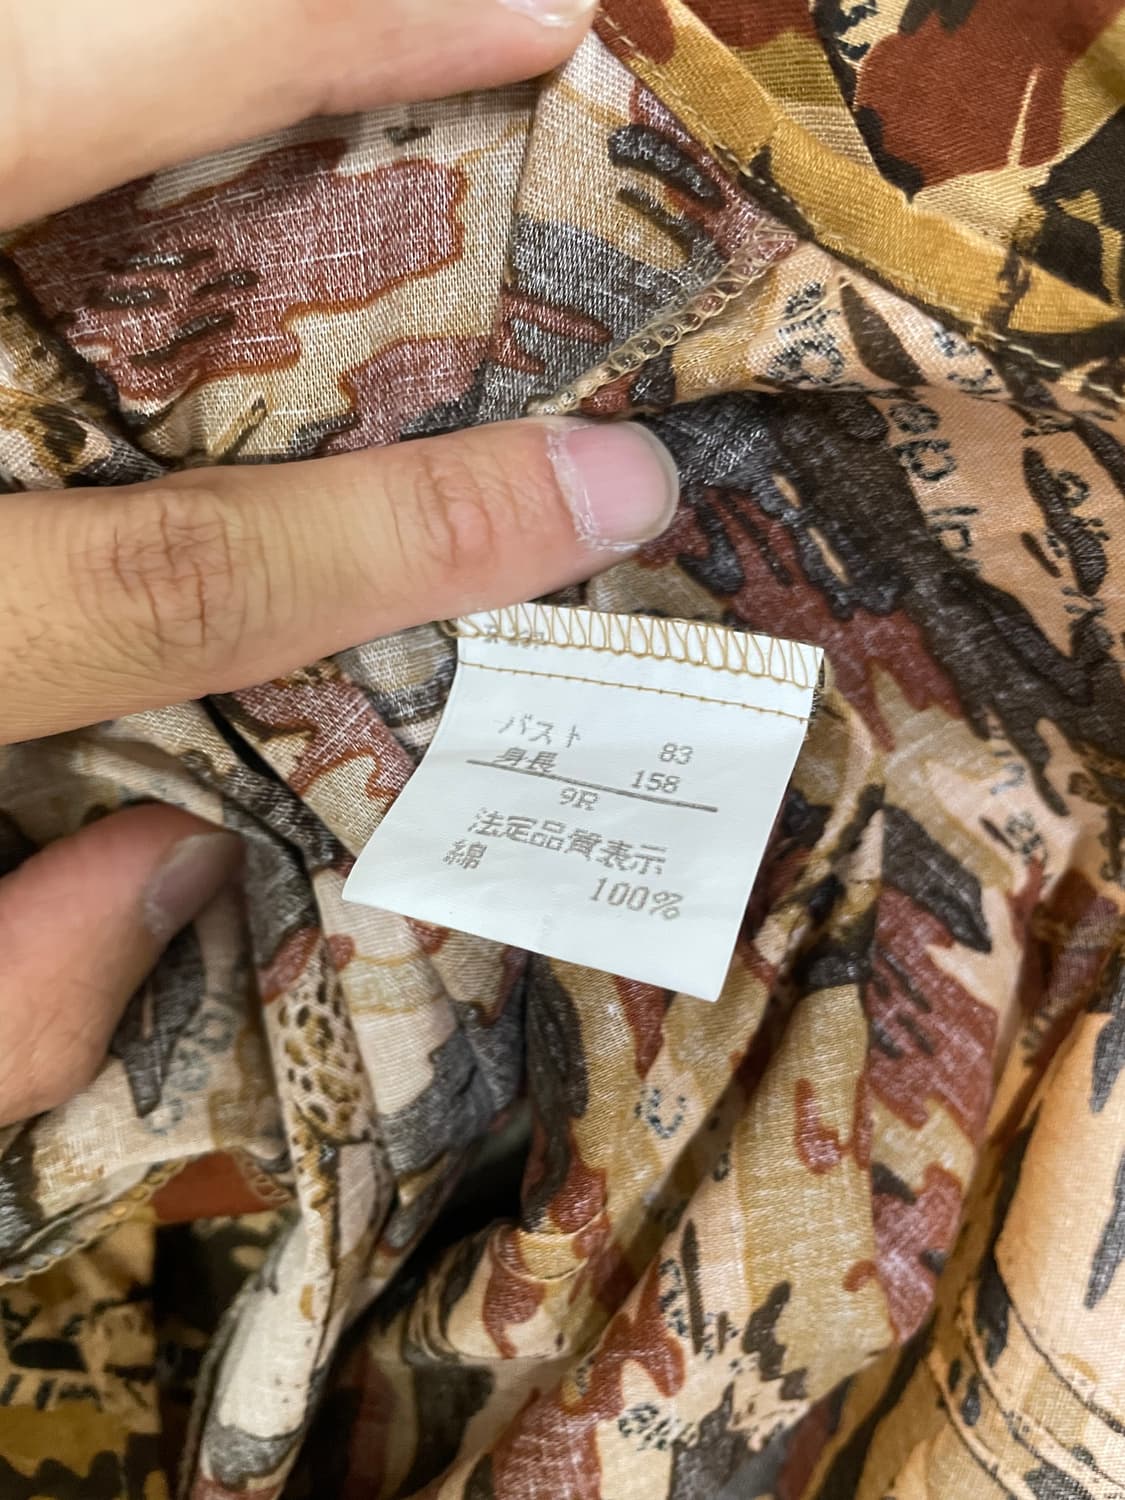 バスト 83
身長 158
9R
法定品質表示
綿 100%